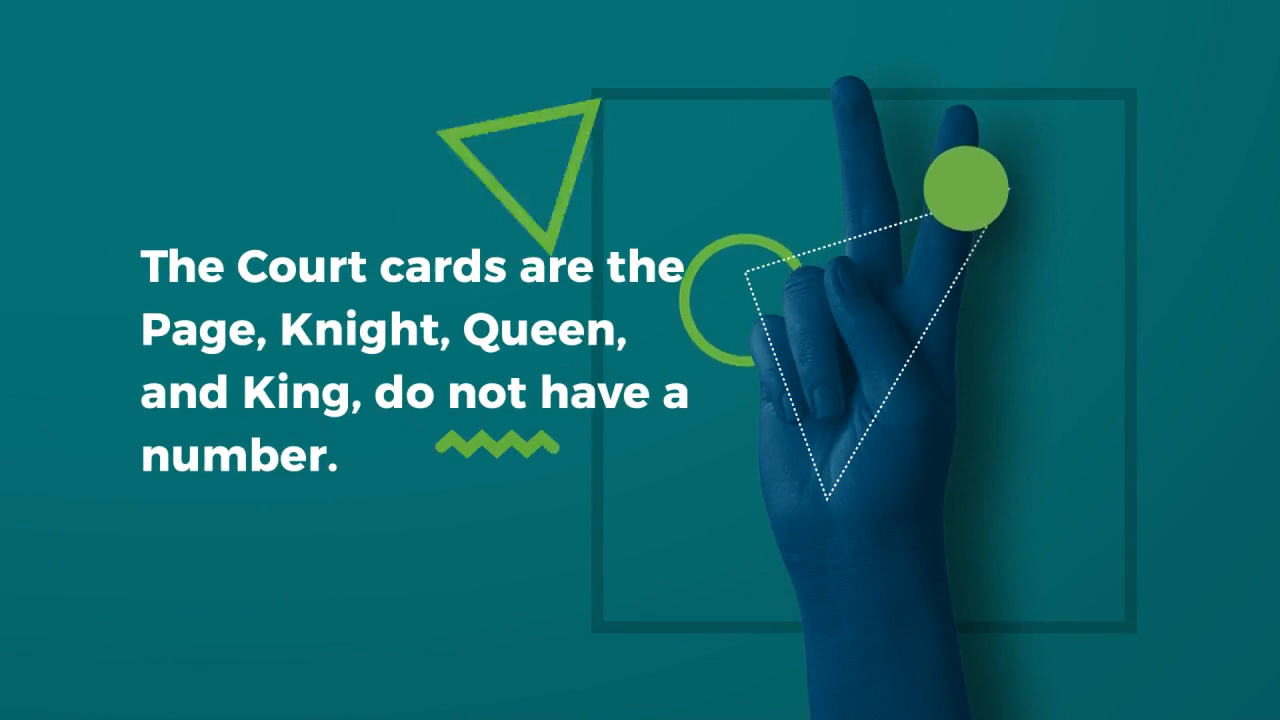 The Court cards are the
Page, Knight, Queen,
and King, do not have a
number.